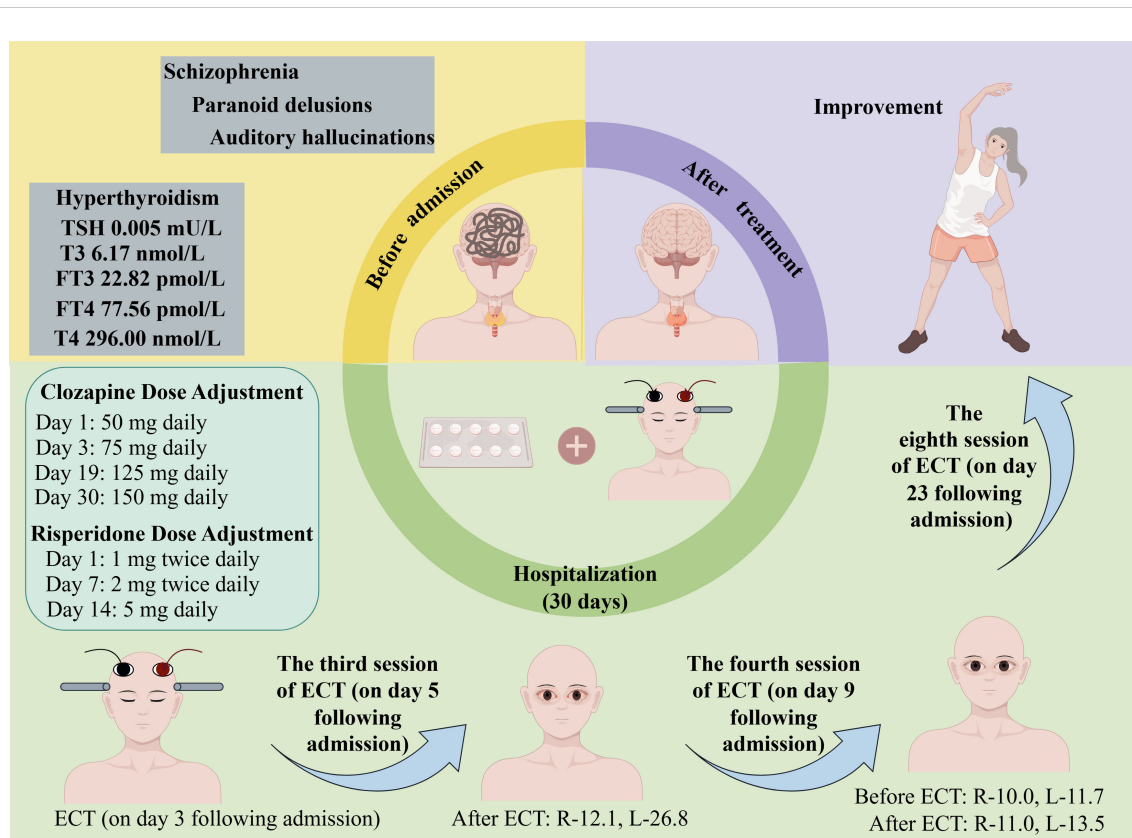 Schizophrenia
Paranoid delusions
Auditory hallucinations
Hyperthyroidism
TSH 0.005 mU/L
T3 6.17 nmol/L
FT3 22.82 pmol/L
FT4 77.56 pmol/L
T4 296.00 nmol/L
Before admission
After treatment
Improvement
Clozapine Dose Adjustment
Day 1: 50 mg daily
Day 3: 75 mg daily
Day 19: 125 mg daily
Day 30: 150 mg daily
Risperidone Dose Adjustment
Day 1: 1 mg twice daily
Day 7: 2 mg twice daily
Day 14: 5 mg daily
Hospitalization
(30 days)
The
eighth session
of ECT (on day
23 following
admission)
ECT (on day 3 following admission)
The third session
of ECT (on day 5
following
admission)
After ECT: R-12.1, L-26.8
The fourth session
of ECT (on day 9
following
admission)
Before ECT: R-10.0, L-11.7
After ECT: R-11.0, L-13.5